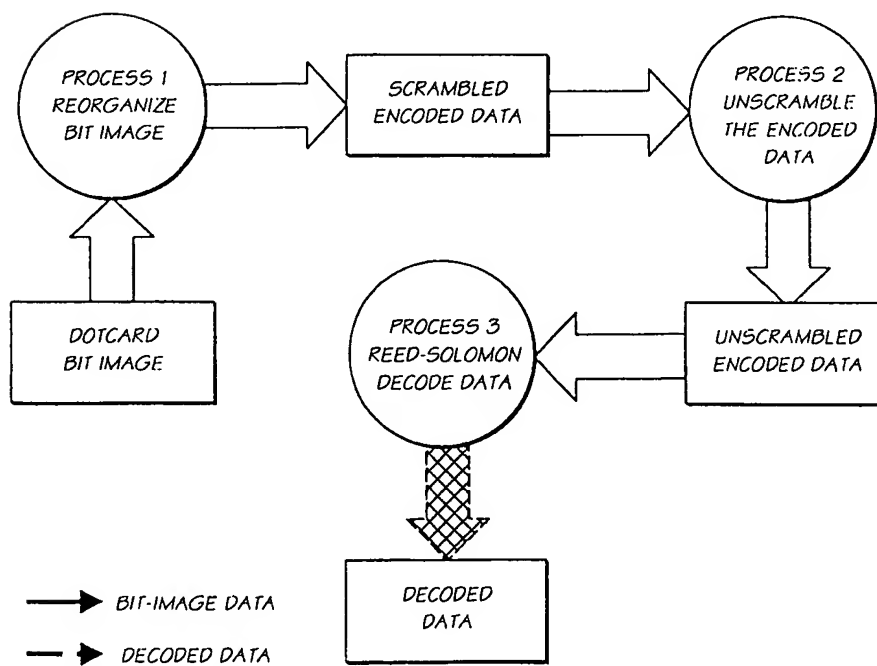 PROCESS 1
REORGANIZE
BIT IMAGE
SCRAMBLED
ENCODED DATA
PROCESS 2
UNSCRAMBLE
THE ENCODED
DATA
DOTCARD
BIT IMAGE
PROCESS 3
REED-SOLOMON
DECODE DATA
UNSCRAMBLED
ENCODED DATA
DECODED
DATA
BIT-IMAGE DATA
DECODED DATA